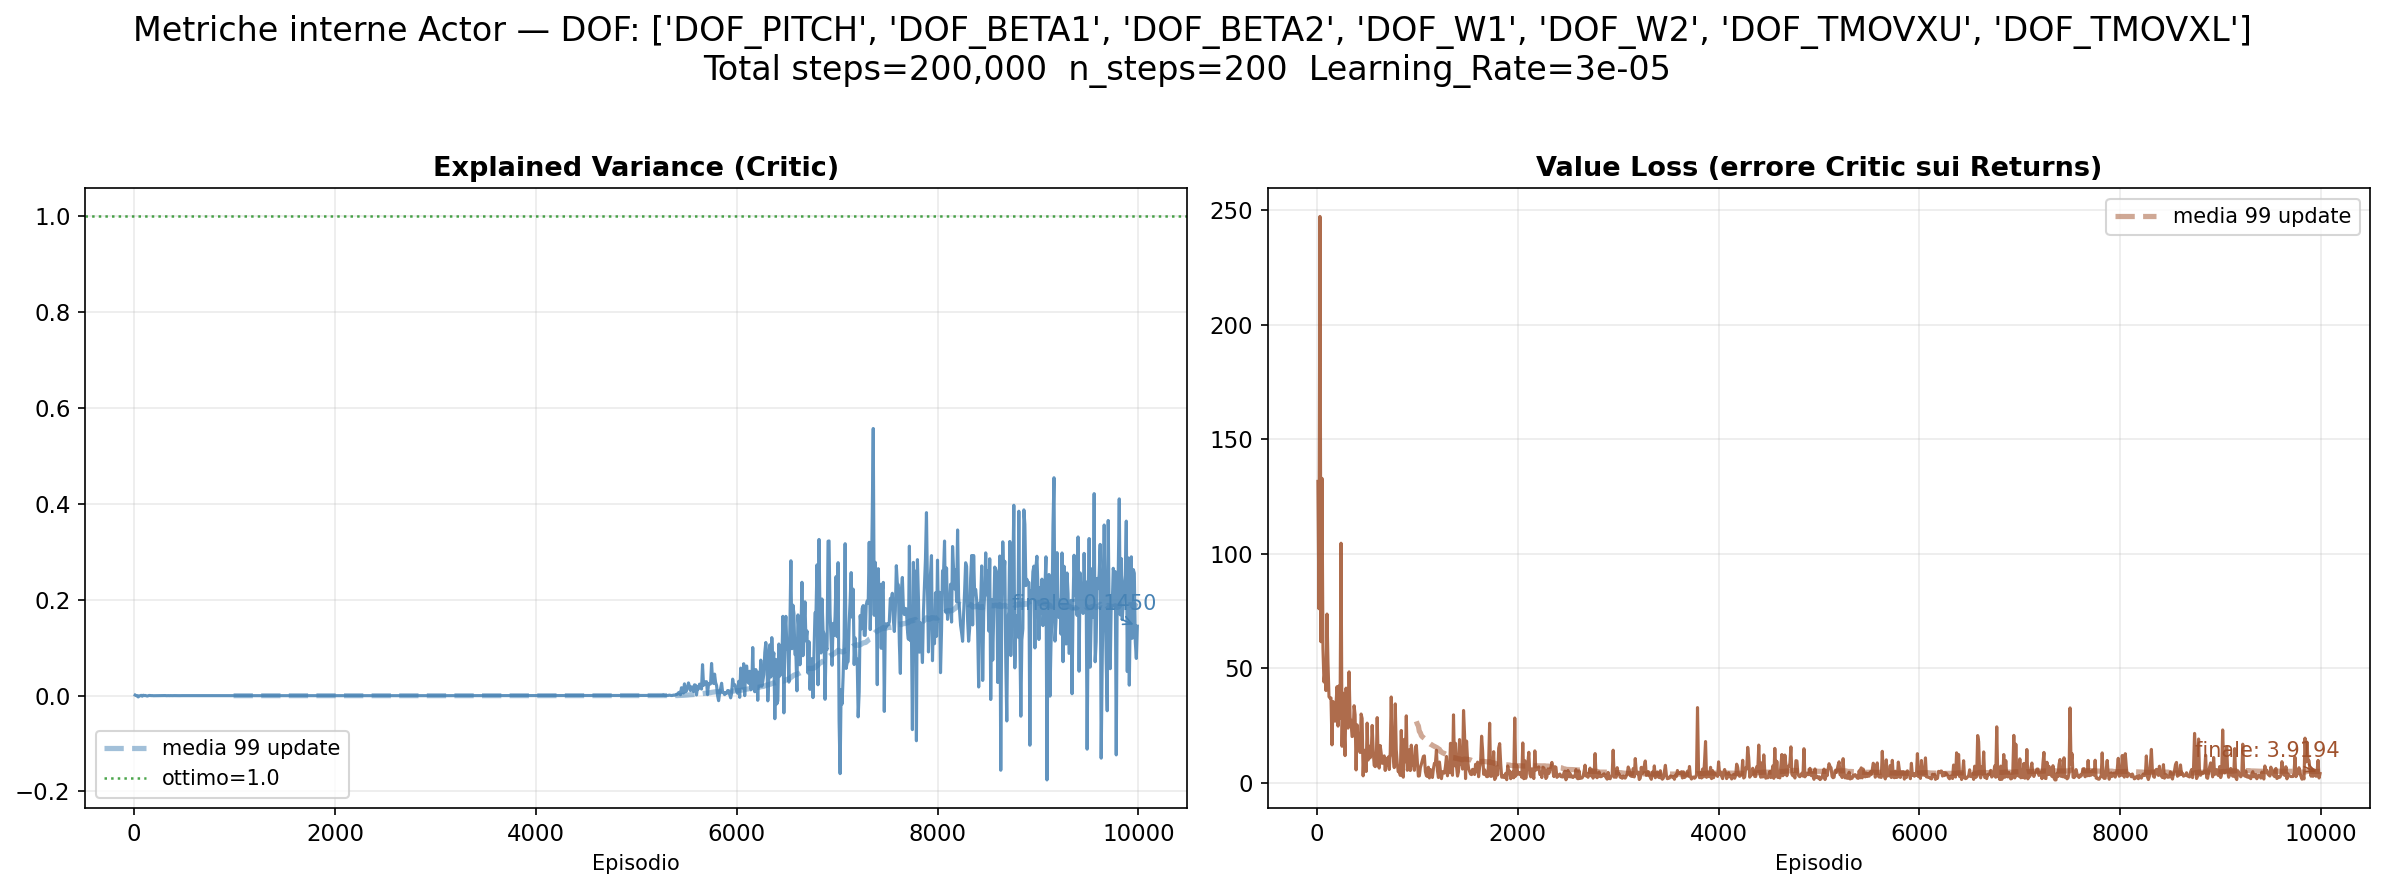 Metriche interne Actor — DOF: ['DOF_PITCH', 'DOF_BETA1', 'DOF_BETA2', 'DOF_W1', 'DOF_W2', 'DOF_TMOVXU', 'DOF_TMOVXL']
Total steps=200,000  n_steps=200  Learning_Rate=3e-05
Explained Variance (Critic)
1.0
0.8
0.6
0.4
0.2
0.0
−0.2
finale: 0.1450
media 99 update
ottimo=1.0
0 2000 4000 6000 8000 10000
Episodio
Value Loss (errore Critic sui Returns)
250
200
150
100
50
0
media 99 update
finale: 3.9194
0 2000 4000 6000 8000 10000
Episodio